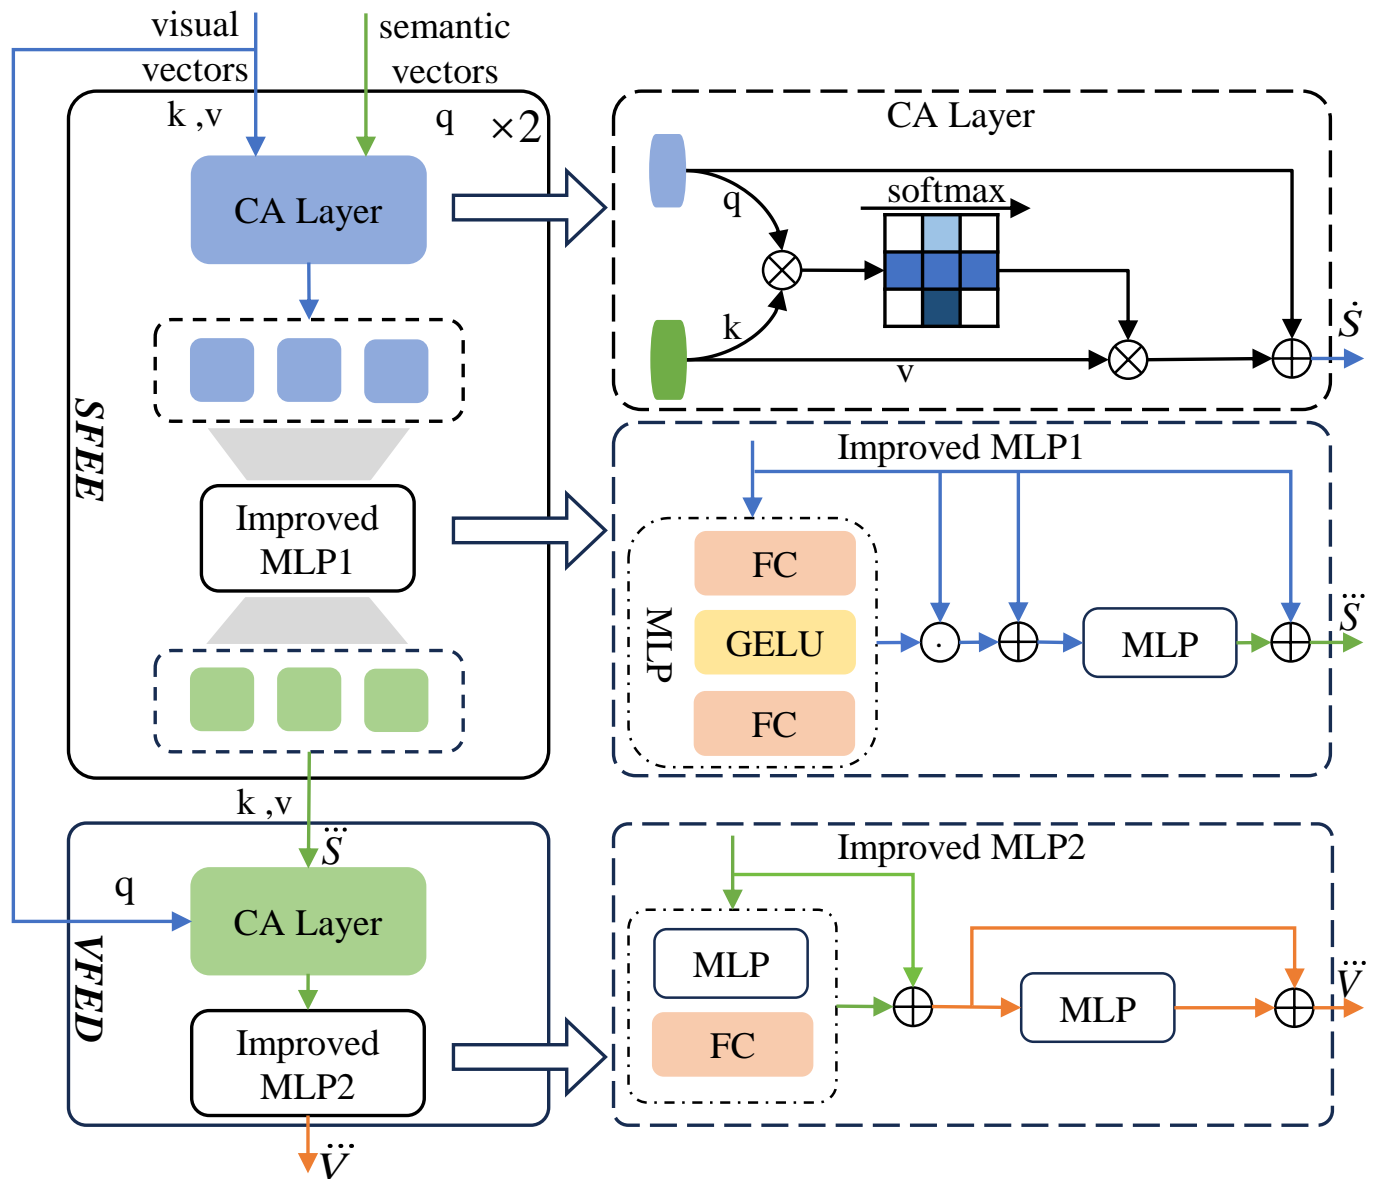 visual
vectors
semantic
vectors
k ,v
q
×2
CA Layer
SFEE
Improved
MLP1
k ,v
S⃛
q
CA Layer
VFED
Improved
MLP2
V⃛
CA Layer
q
softmax
k
v
Ṡ
Improved MLP1
MLP
FC
GELU
FC
MLP
S⃛
Improved MLP2
MLP
FC
MLP
V⃛